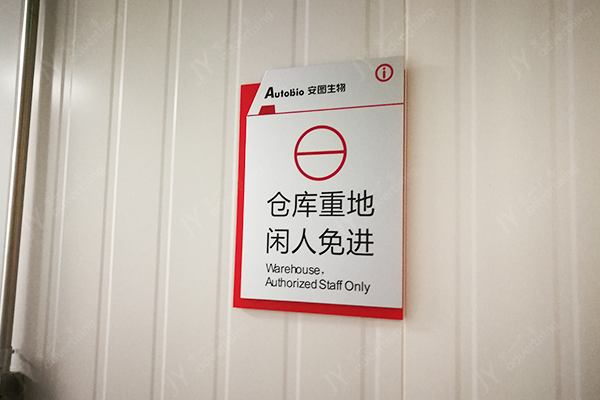 Autobio 安图生物
仓库重地
闲人免进
Warehouse,
Authorized Staff Only